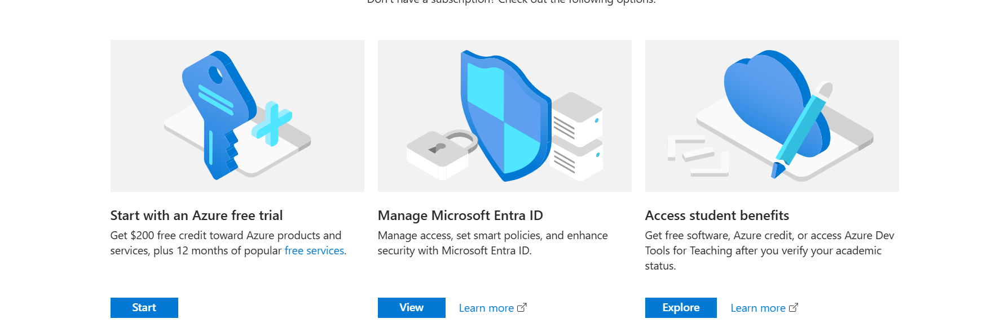 Don't have a subscription? Check out the following options.
Start with an Azure free trial
Get $200 free credit toward Azure products and
services, plus 12 months of popular free services.
Start
Manage Microsoft Entra ID
Manage access, set smart policies, and enhance
security with Microsoft Entra ID.
View
Learn more
Access student benefits
Get free software, Azure credit, or access Azure Dev
Tools for Teaching after you verify your academic
status.
Explore
Learn more